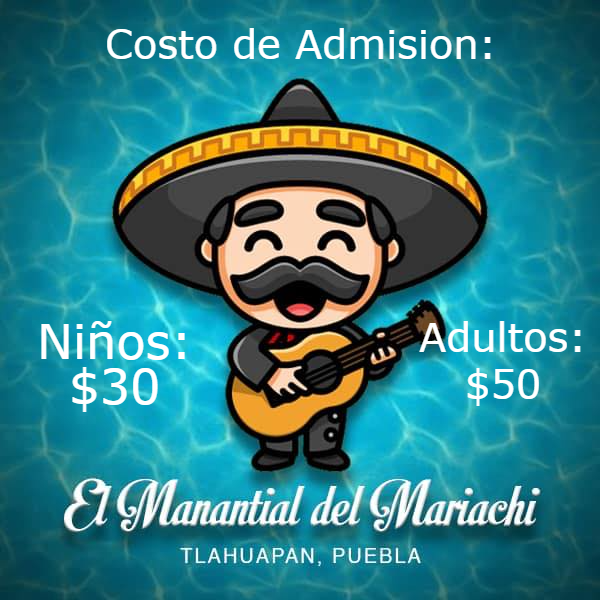 Costo de Admision:
Niños:
$30
Adultos:
$50
El Manantial del Mariachi
TLAHUAPAN, PUEBLA